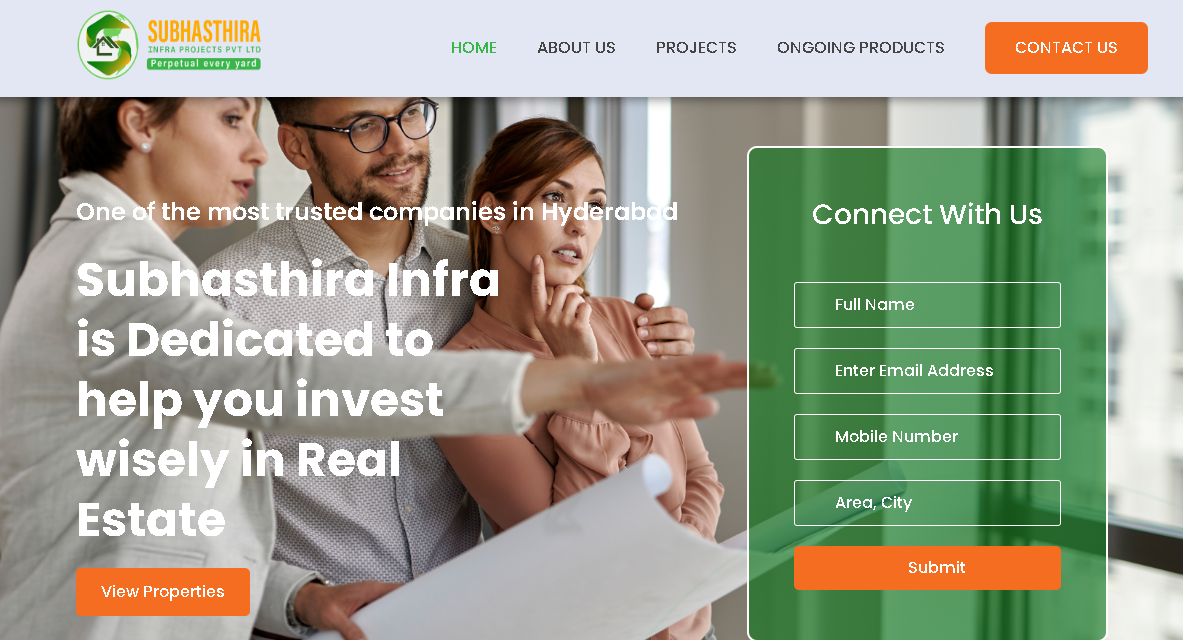 SUBHASTHIRA
INFRA PROJECTS PVT LTD
Perpetual every yard
HOME
ABOUT US
PROJECTS
ONGOING PRODUCTS
CONTACT US
One of the most trusted companies in Hyderabad
Subhasthira Infra
is Dedicated to
help you invest
wisely in Real
Estate
View Properties
Connect With Us
Full Name
Enter Email Address
Mobile Number
Area, City
Submit